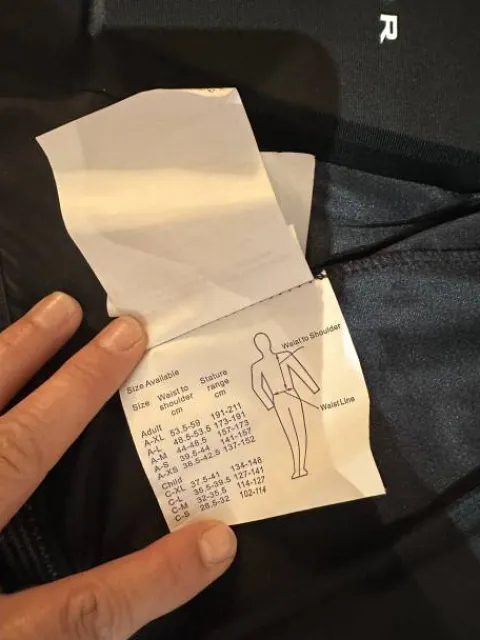 R
Size Available
Size Waist to shoulder cm Stature range cm
Adult
A-XL 53.5-59 191-211
A-L 48.5-53.5 173-191
A-M 44-48.5 157-173
A-S 39.5-44 141-157
A-XS 36.5-42.5 137-152
Child
C-XL 37.5-41 134-146
C-L 35.5-39.5 127-141
C-M 32-35.5 114-127
C-S 28.5-32 102-114
Waist to Shoulder
Waist Line